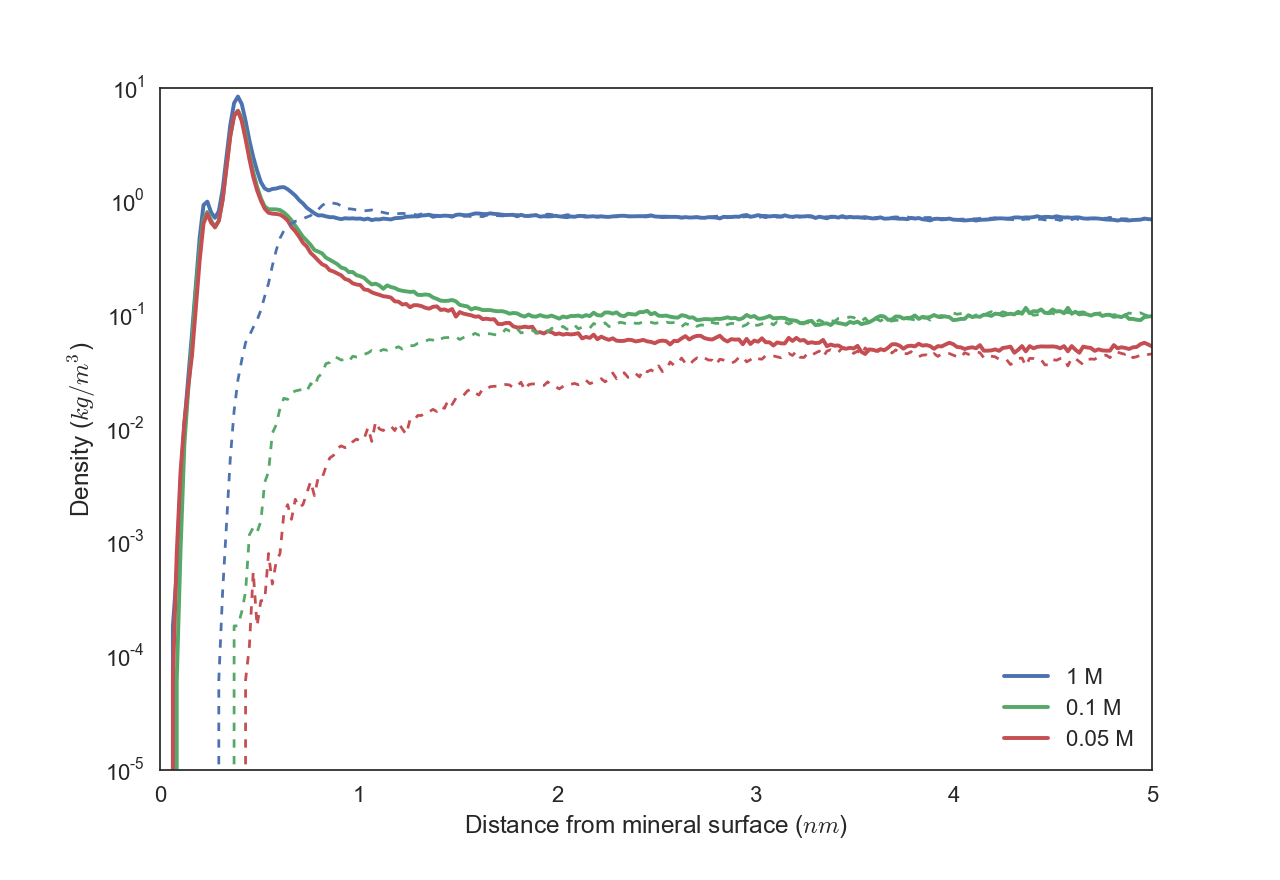 10^1
10^0
10^-1
10^-2
10^-3
10^-4
10^-5
Density (kg/m^3)
0 1 2 3 4 5
Distance from mineral surface (nm)
1 M
0.1 M
0.05 M